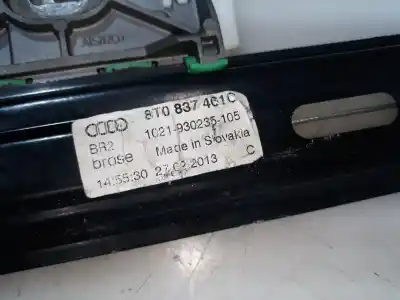 8T0 837 461C
1021-930235-105
BR2
brose Made in Slovakia
14:55:30 27.02.2013 C